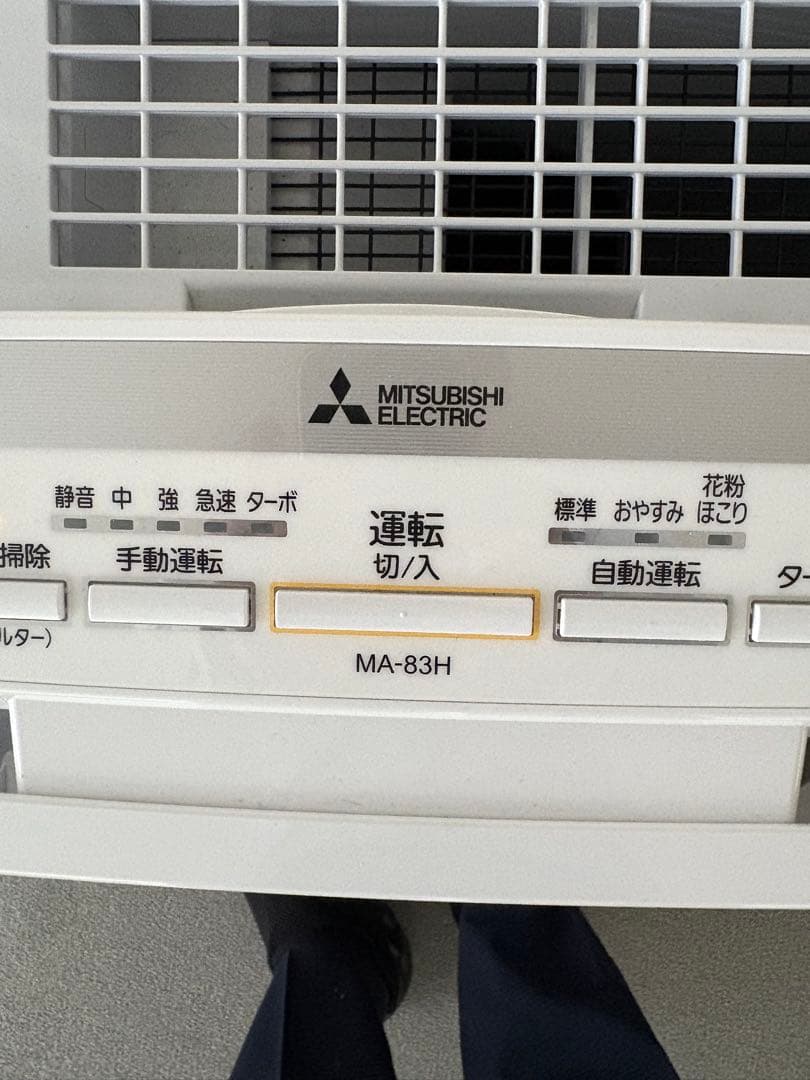 MITSUBISHI
ELECTRIC
静音 中 強 急速 ターボ
運転
切/入
標準 おやすみ 花粉
ほこり
掃除
手動運転
自動運転
ター
ルター)
MA-83H